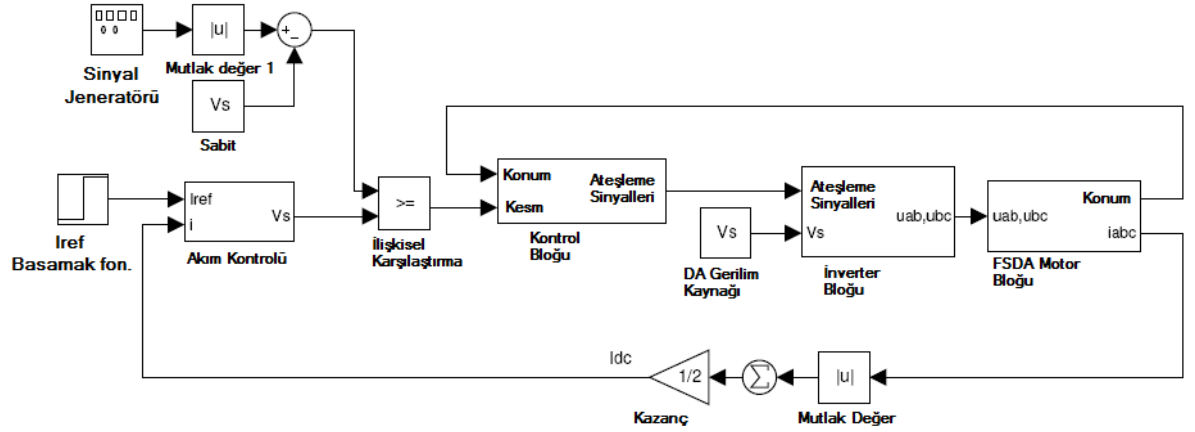 |u|
+
-
Sinyal
Jeneratörü
Mutlak değer 1
Vs
Sabit
Iref
i
Vs
Iref
Basamak fon.
Akım Kontrolü
>=
İlişkisel
Karşılaştırma
Konum
Kesm
Ateşleme
Sinyalleri
Kontrol
Bloğu
Vs
DA Gerilim
Kaynağı
Ateşleme
Sinyalleri
Vs
uab,ubc
İnverter
Bloğu
uab,ubc
Konum
iabc
FSDA Motor
Bloğu
Idc
1/2
Kazanç
Σ
|u|
Mutlak Değer